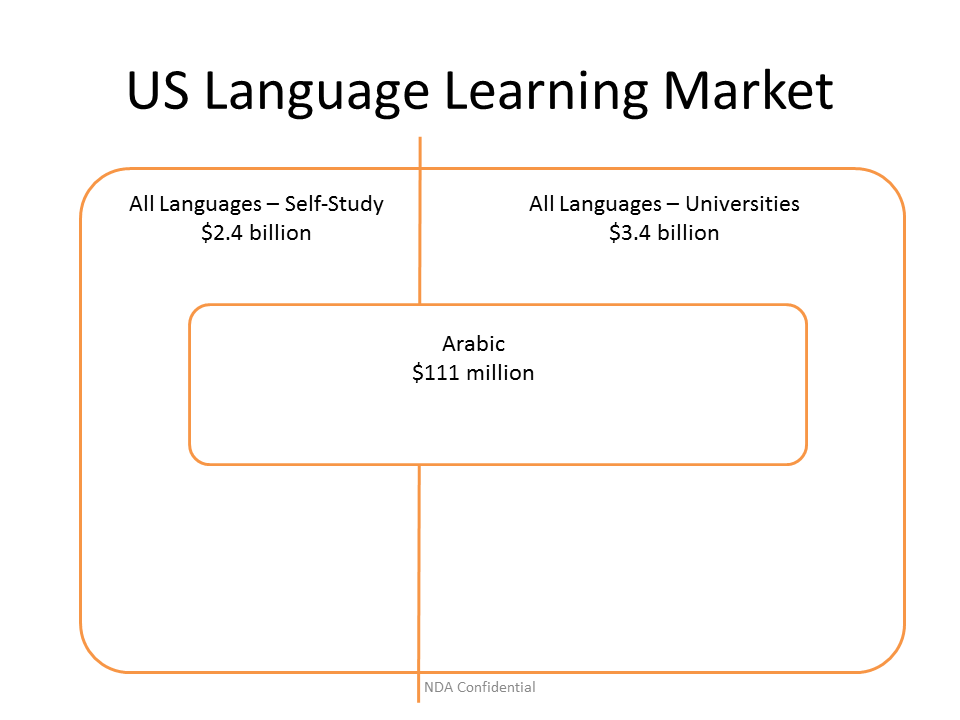 US Language Learning Market
All Languages – Self-Study
$2.4 billion
All Languages – Universities
$3.4 billion
Arabic
$111 million
NDA Confidential